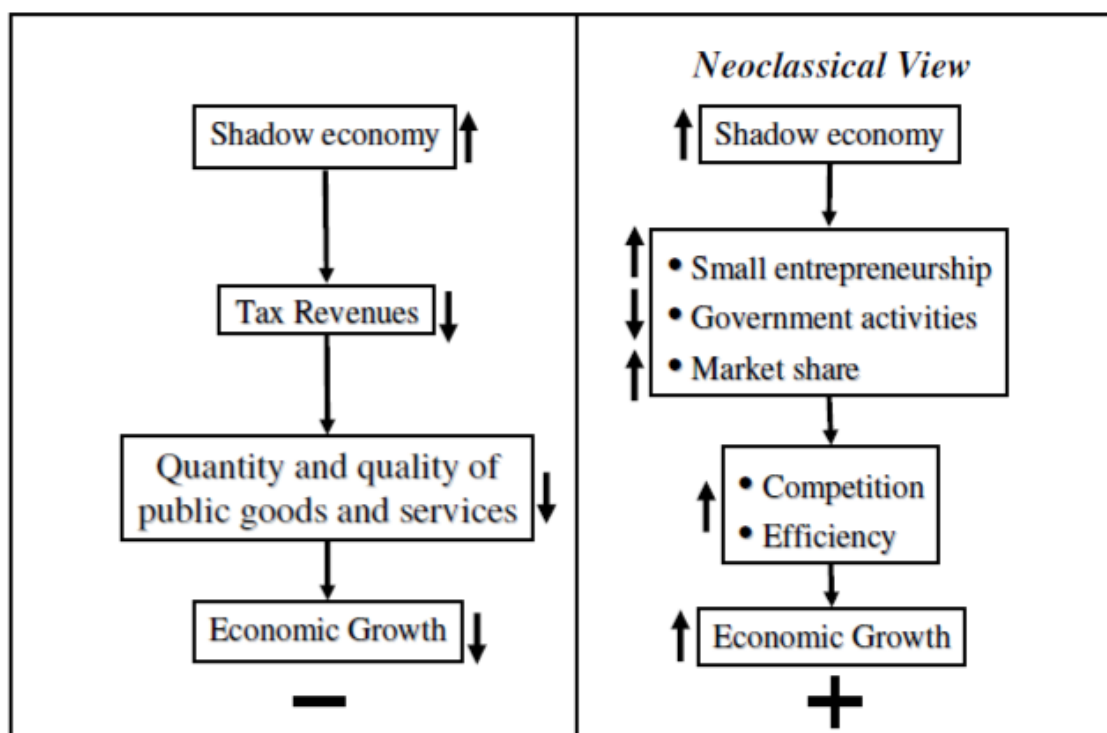 Shadow economy
Tax Revenues
Quantity and quality of
public goods and services
Economic Growth
Neoclassical View
Shadow economy
• Small entrepreneurship
• Government activities
• Market share
• Competition
• Efficiency
Economic Growth